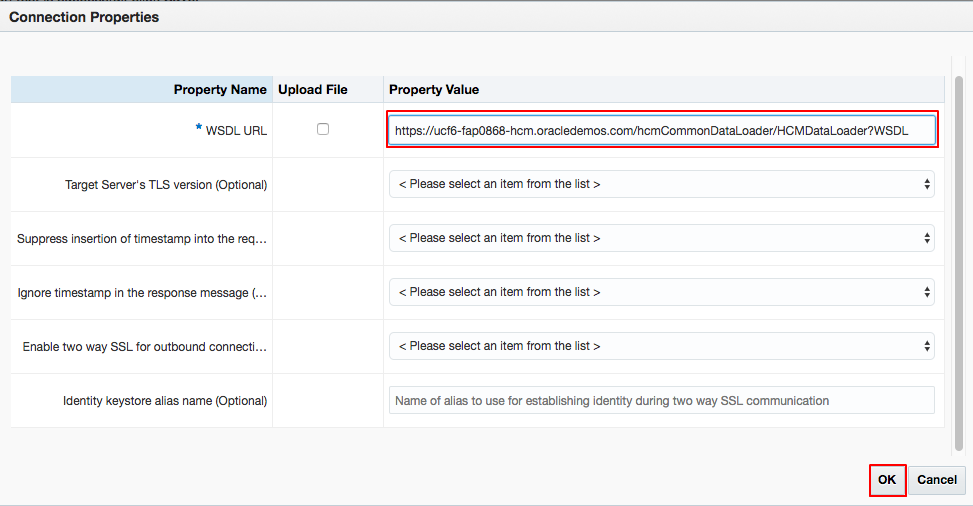 Connection Properties
Property Name Upload File Property Value
* WSDL URL https://ucf6-fap0868-hcm.oracledemos.com/hcmCommonDataLoader/HCMDataLoader?WSDL
Target Server's TLS version (Optional) < Please select an item from the list >
Suppress insertion of timestamp into the req... < Please select an item from the list >
Ignore timestamp in the response message (... < Please select an item from the list >
Enable two way SSL for outbound connecti... < Please select an item from the list >
Identity keystore alias name (Optional) Name of alias to use for establishing identity during two way SSL communication
OK Cancel